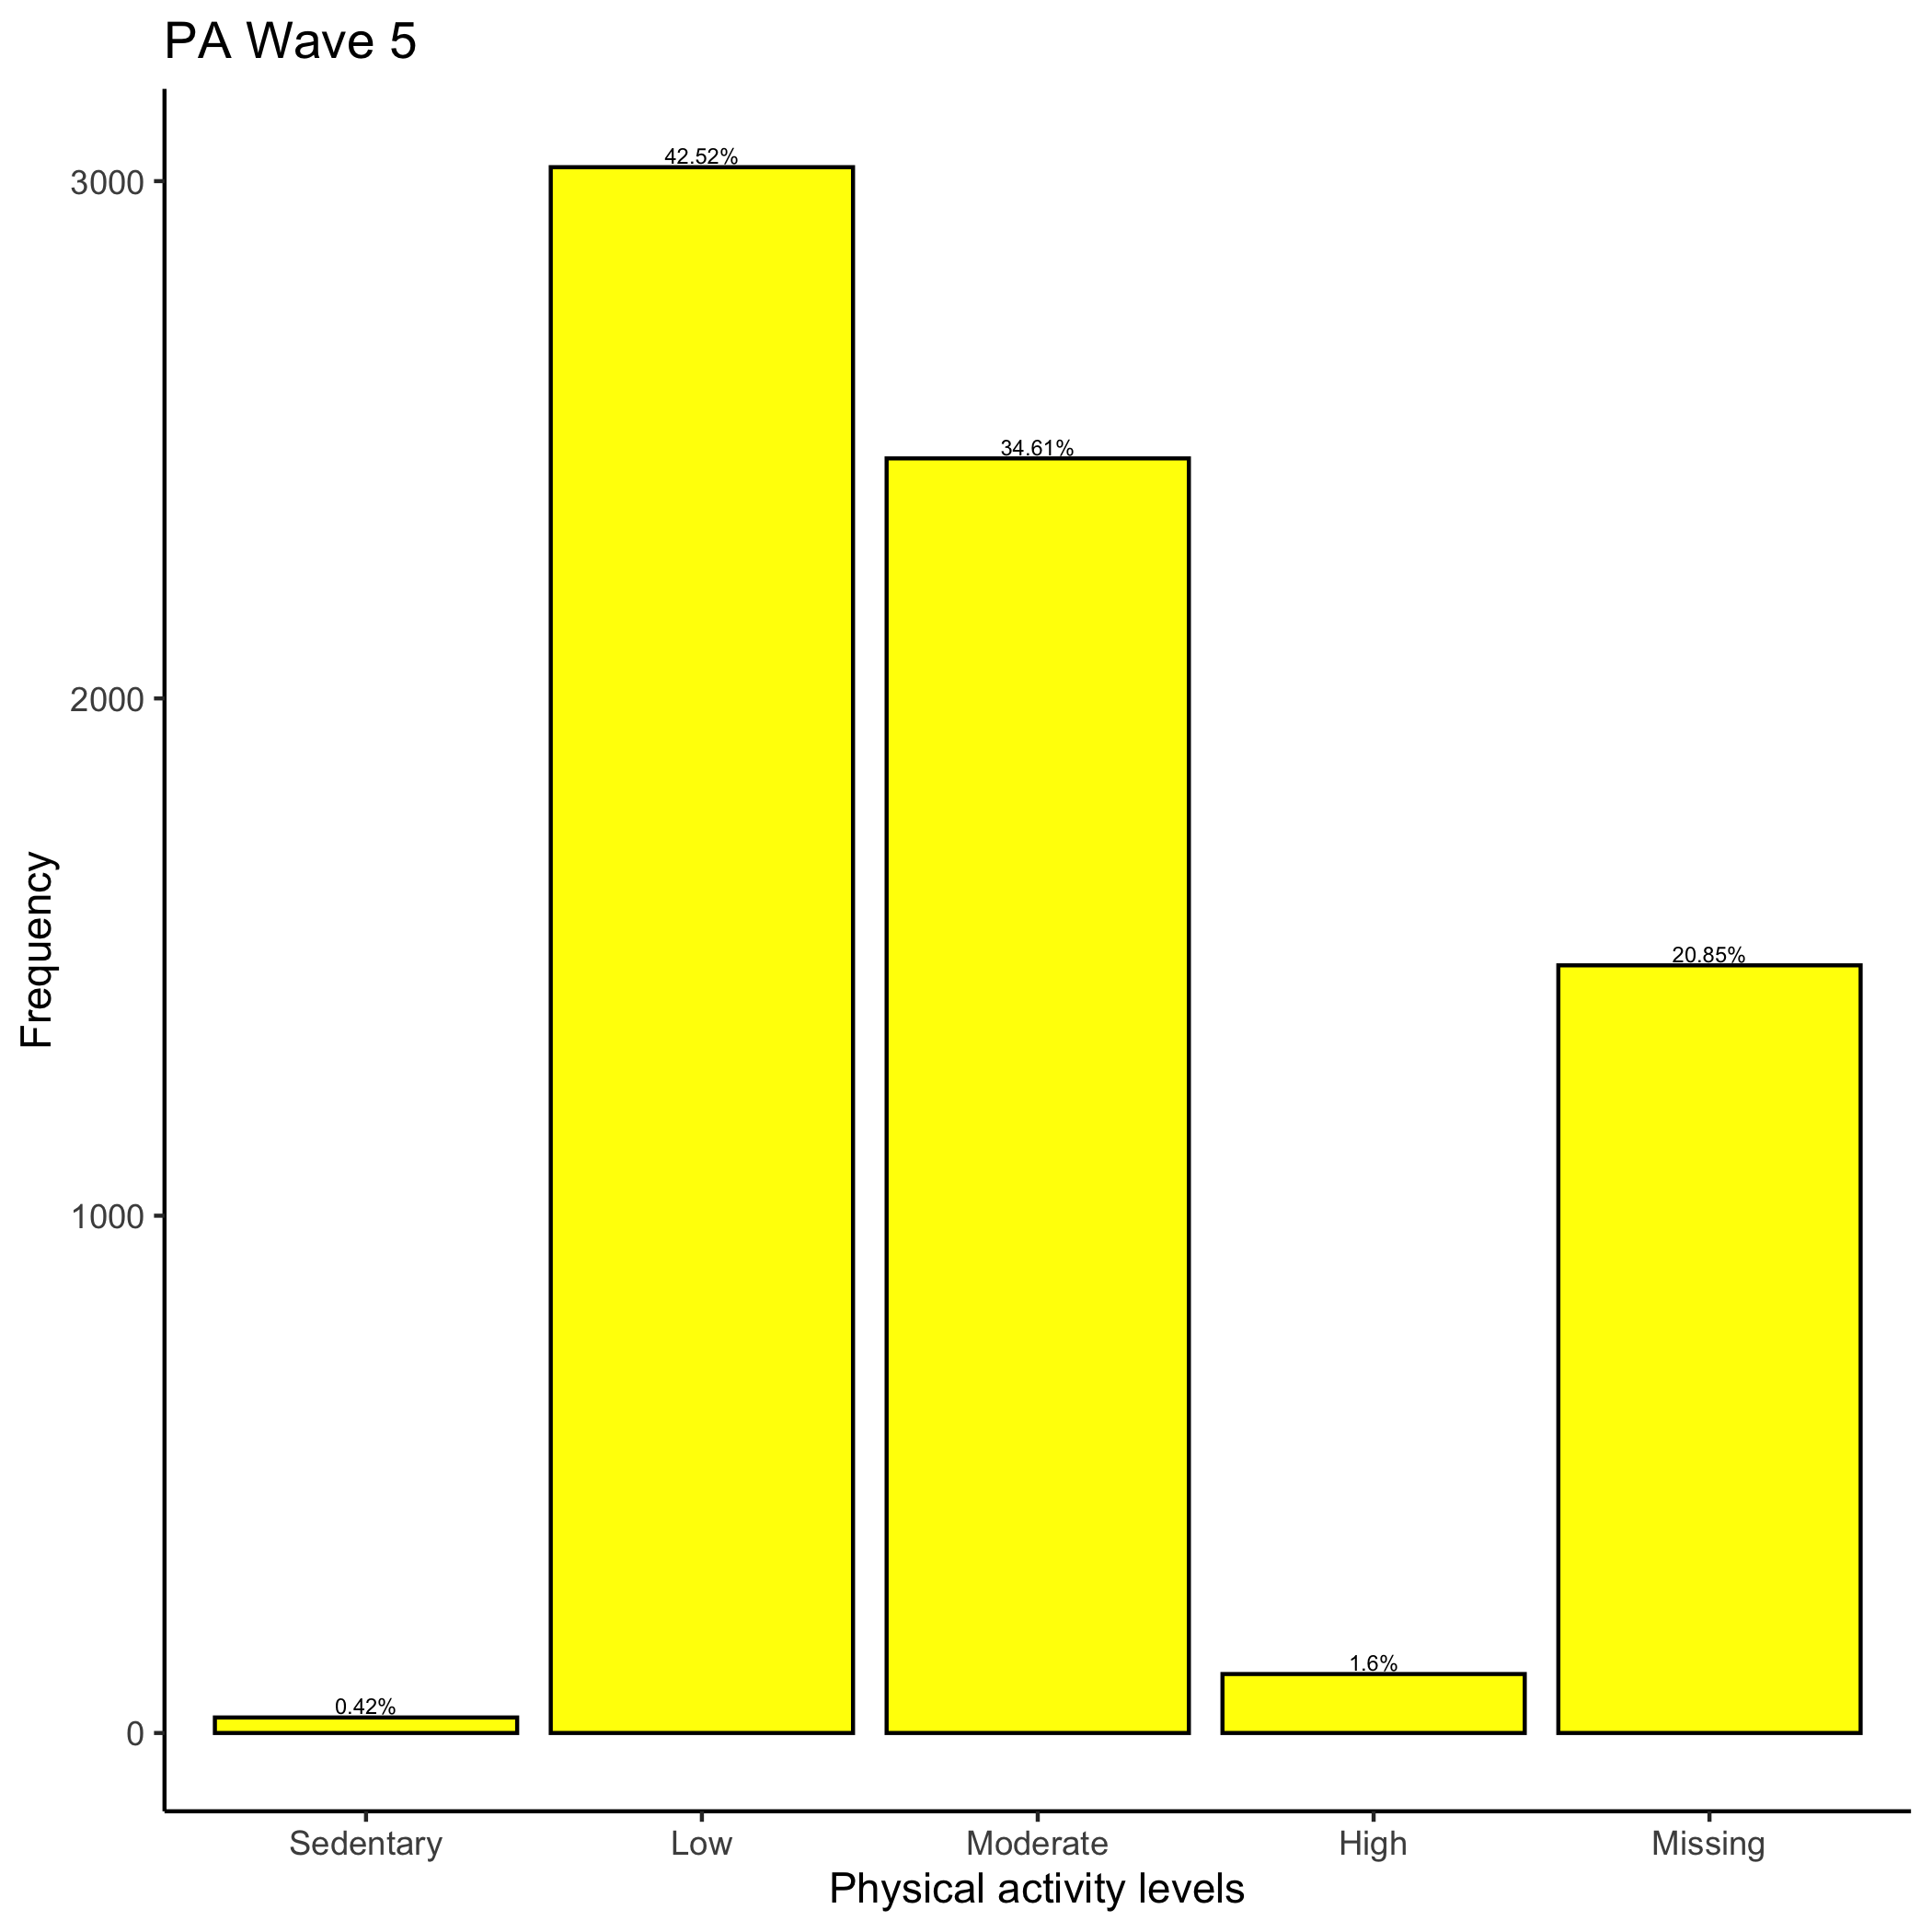 PA Wave 5
42.52%
3000
34.61%
2000
Frequency
20.85%
1000
1.6%
0.42%
0
Sedentary Low Moderate High Missing
Physical activity levels